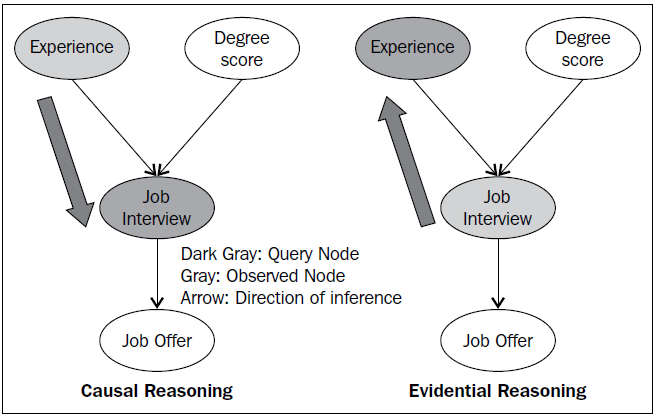 Experience
Degree
score
Job
Interview
Job Offer
Causal Reasoning
Dark Gray: Query Node
Gray: Observed Node
Arrow: Direction of inference
Experience
Degree
score
Job
Interview
Job Offer
Evidential Reasoning